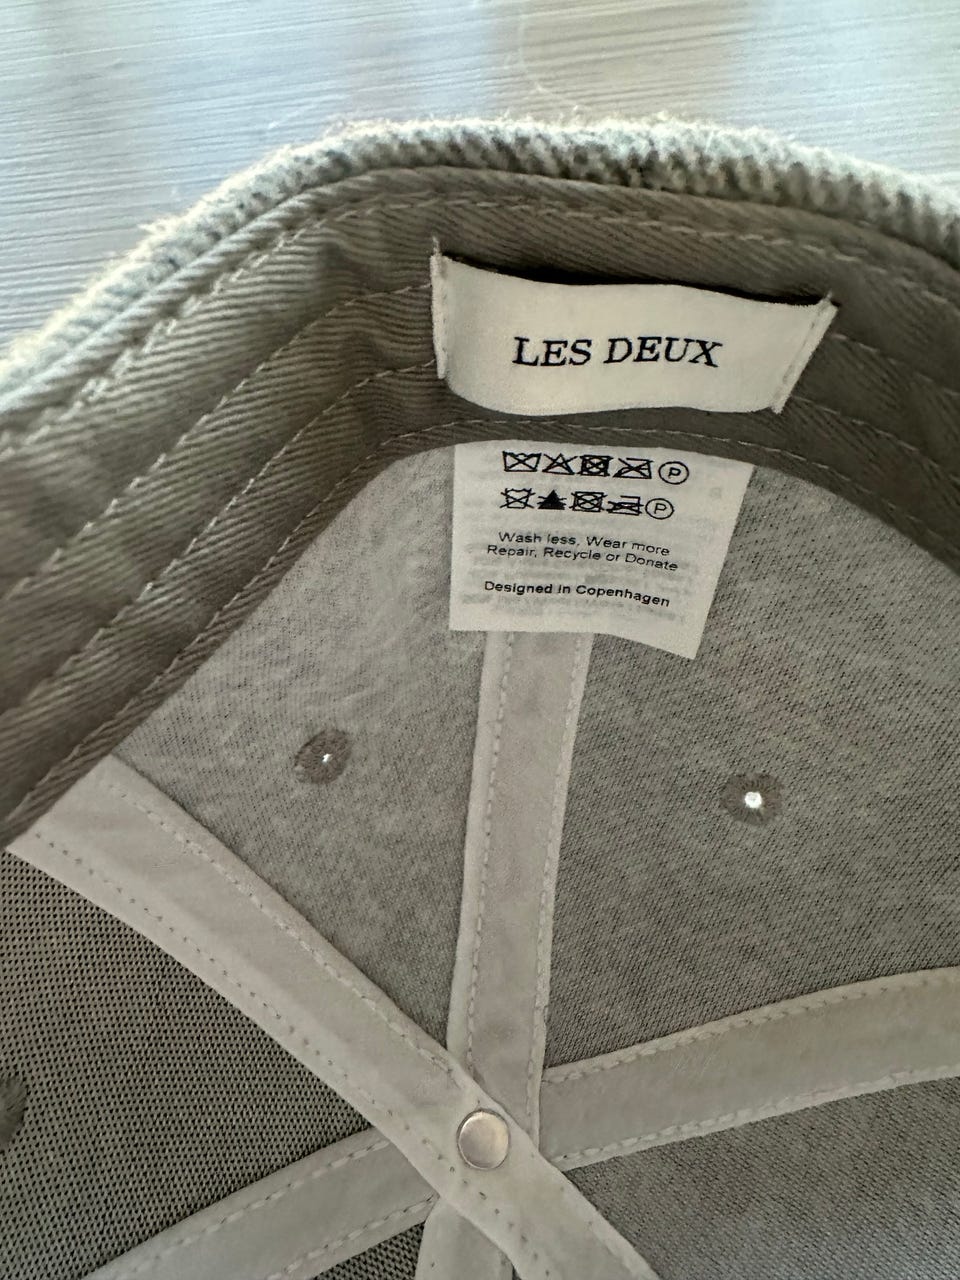 LES DEUX
P
P
Wash less, Wear more
Repair, Recycle or Donate
Designed in Copenhagen